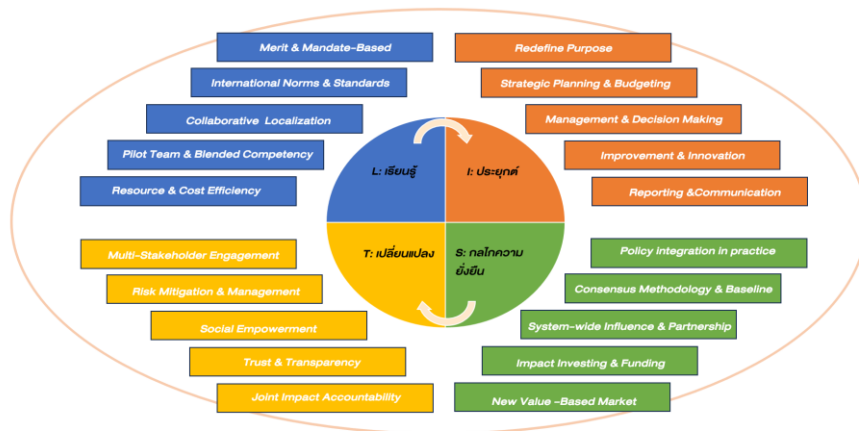 Merit & Mandate-Based
International Norms & Standards
Collaborative Localization
Pilot Team & Blended Competency
Resource & Cost Efficiency
Redefine Purpose
Strategic Planning & Budgeting
Management & Decision Making
Improvement & Innovation
Reporting &Communication
L: เรียนรู้
I: ประยุกต์
T: เปลี่ยนแปลง
S: กลไกความ
ยั่งยืน
Multi-Stakeholder Engagement
Risk Mitigation & Management
Social Empowerment
Trust & Transparency
Joint Impact Accountability
Policy integration in practice
Consensus Methodology & Baseline
System-wide Influence & Partnership
Impact Investing & Funding
New Value -Based Market